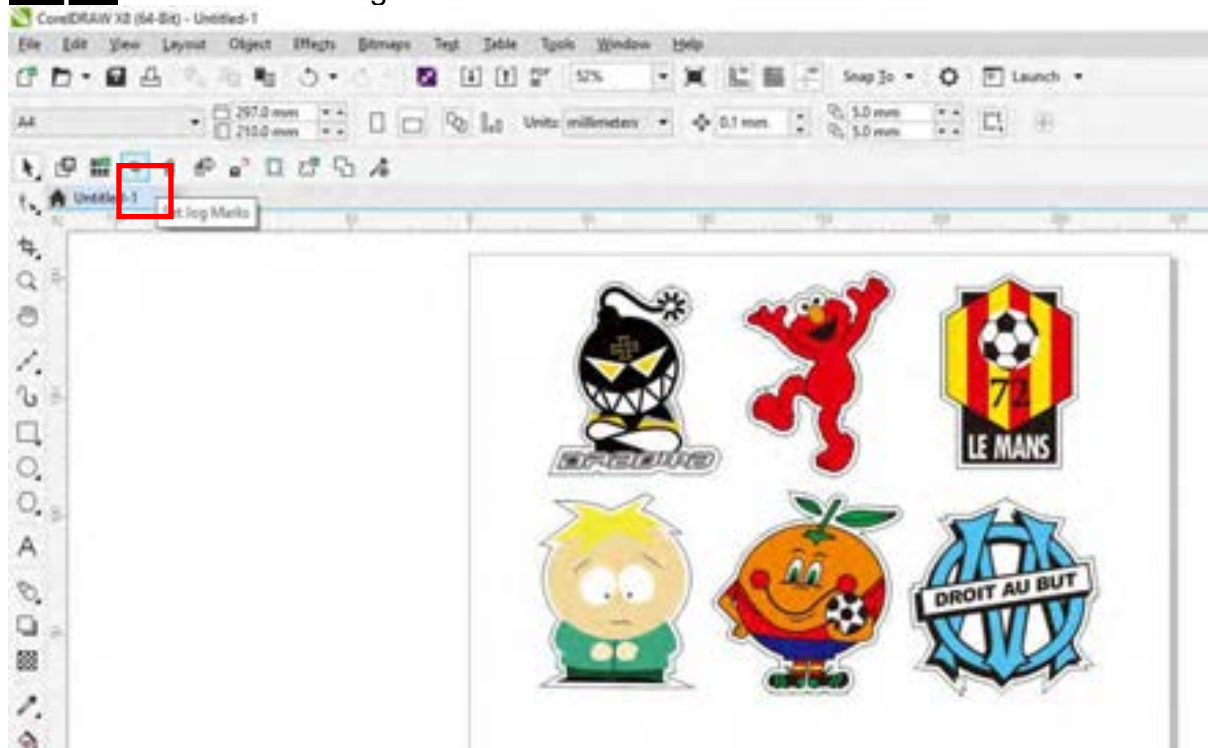 CorelDRAW X8 (64-Bit) - Untitled-1
File Edit View Layout Object Effects Bitmaps Text Table Tools Window Help
52% Snap To Launch
A4 297.0 mm 210.0 mm Units: millimeters 0.1 mm 5.0 mm 5.0 mm
Untitled-1
Jog Marks
72
LE MANS
DROIT AU BUT